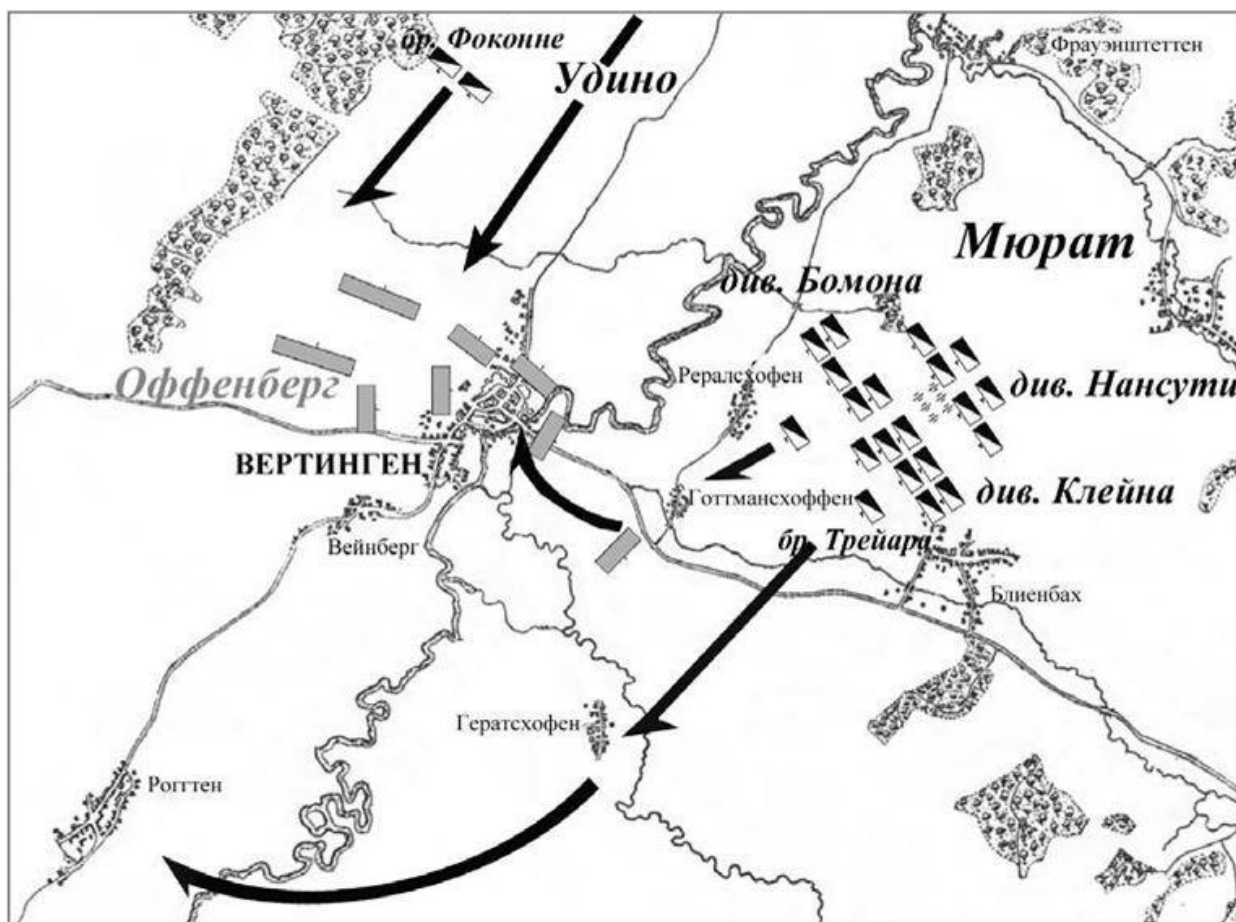 бр. Фоконне
Удино
Фрауэнштеттен
Мюрат
див. Бомона
Оффенберг
Рералсхофен
див. Нансути
ВЕРТИНГЕН
Готтмансхоффен
див. Клейна
Вейнберг
бр. Трейара
Блиенбах
Гератсхофен
Рогттен